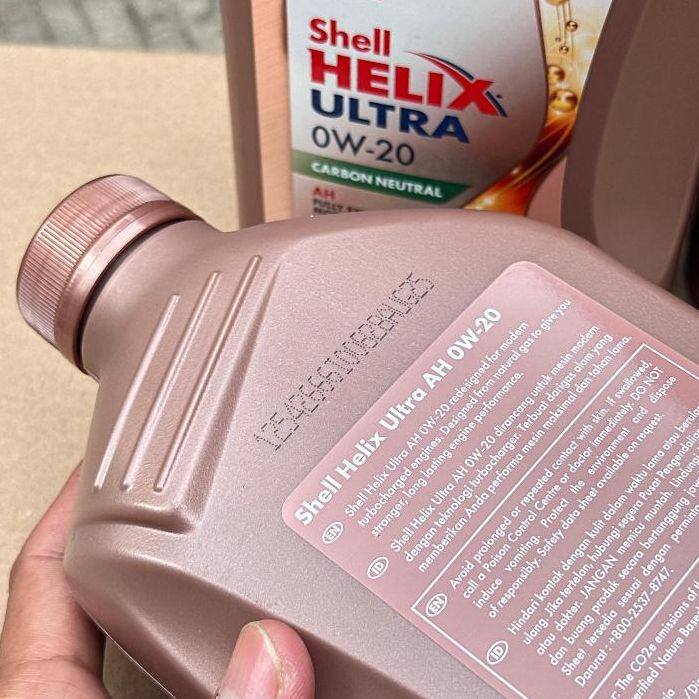 Shell
HELIX
ULTRA
0W-20
CARBON NEUTRAL
AH
Shell Helix Ultra AH 0W-20
EN Shell Helix Ultra AH 0W-20 redesigned for modern
turbocharged engines. Designed from natural gas to give you
stronger, long lasting engine performance.
ID Shell Helix Ultra AH 0W-20 dirancang untuk mesin modern
dengan teknologi turbocharger. Terbuat dari gas alam yang
memberikan Anda performa mesin maksimal dan tahan lama.
EN Avoid prolonged or repeated contact with skin. If swallowed,
call a Poison Control Centre or doctor immediately. DO NOT
induce vomiting. Protect the environment and dispose
of responsibly. Safety data sheet available on request.
ID Hindari kontak dengan kulit dalam waktu lama atau
ulang. Jika tertelan, hubungi segera Pusat
atau dokter. JANGAN memicu muntah.
dan buang produk secara bertanggung
Sheet tersedia sesuai dengan
Darurat : +800-2537-8747.
The CO2e emissions of
Nature